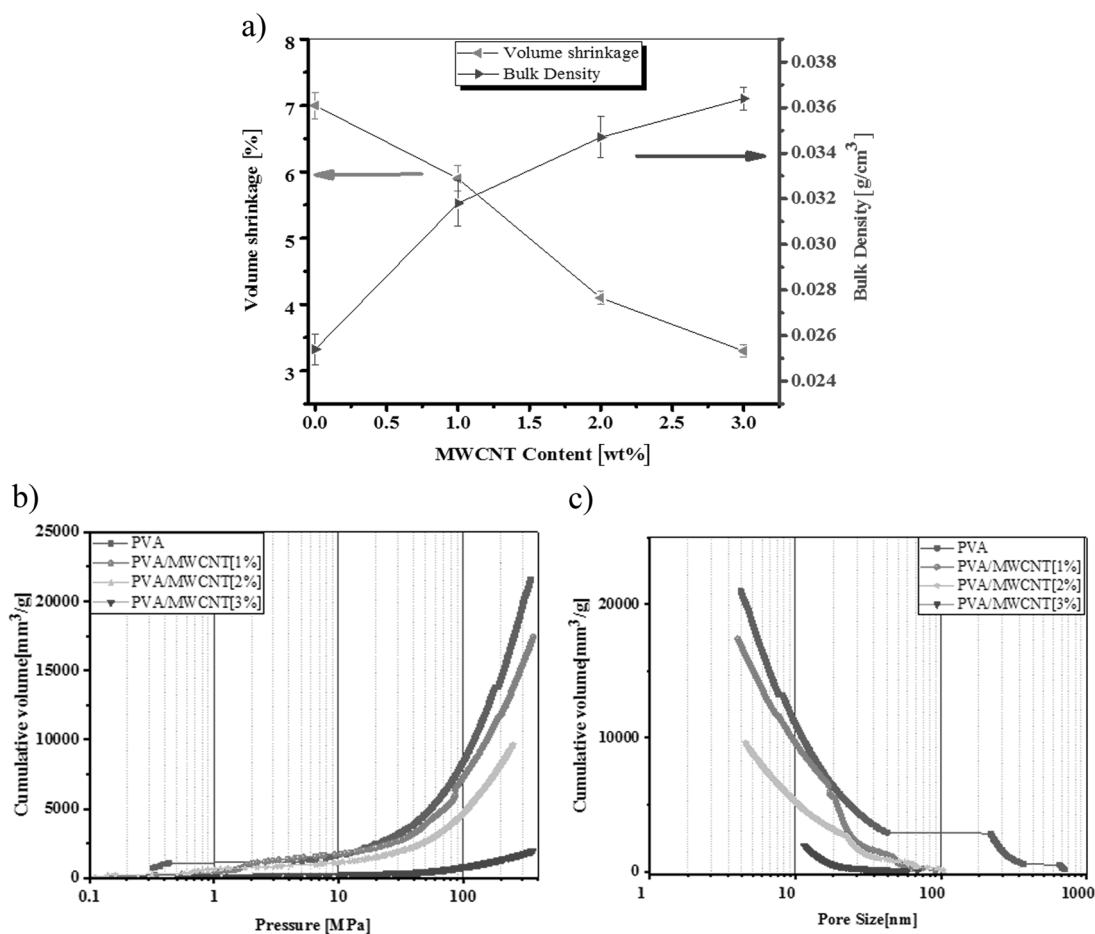 a)
8
7
6
5
4
3
Volume shrinkage [%]
Volume shrinkage
Bulk Density
0.038
0.036
0.034
0.032
0.030
0.028
0.026
0.024
Bulk Density[ g/cm³]
0.0 0.5 1.0 1.5 2.0 2.5 3.0
MWCNT Content [wt%]
b)
25000
20000
15000
10000
5000
0
Cumulative volume[mm³/g]
PVA
PVA/MWCNT[1%]
PVA/MWCNT[2%]
PVA/MWCNT[3%]
0.1 1 10 100
Pressure [MPa]
c)
20000
10000
0
Cumulative volume[mm³/g]
PVA
PVA/MWCNT[1%]
PVA/MWCNT[2%]
PVA/MWCNT[3%]
1 10 100 1000
Pore Size[nm]